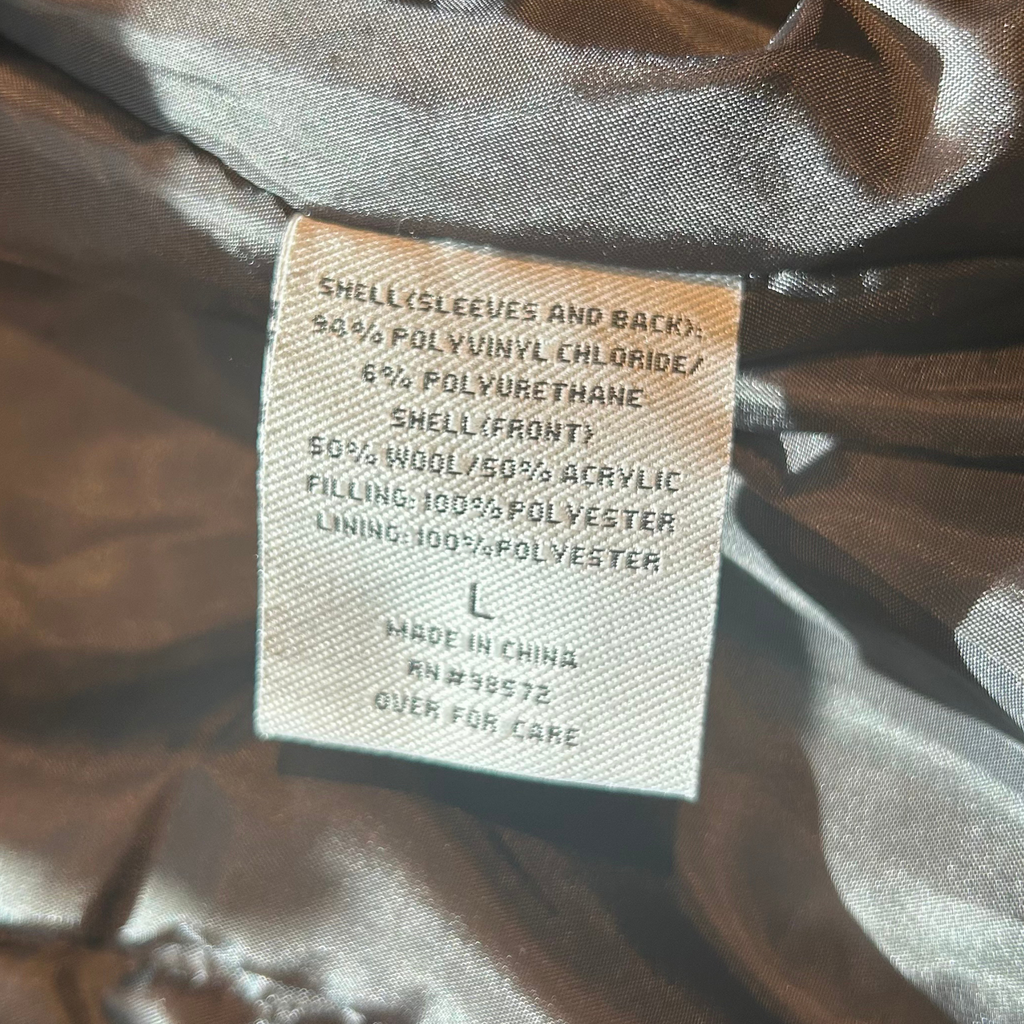 SHELL(SLEEVES AND BACK):
94% POLYVINYL CHLORIDE/
6% POLYURETHANE
SHELL(FRONT)
50% WOOL/50% ACRYLIC
FILLING:100%POLYESTER
LINING:100%POLYESTER
L
MADE IN CHINA
RN#98572
OVER FOR CARE